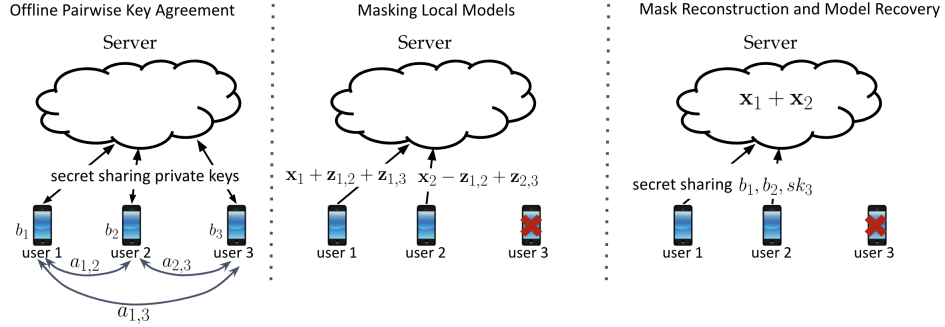 Offline Pairwise Key Agreement
Server
secret sharing private keys
b₁
b₂
b₃
user 1
user 2
user 3
a₁,₂
a₂,₃
a₁,₃
Masking Local Models
Server
x₁ + z₁,₂ + z₁,₃
x₂ − z₁,₂ + z₂,₃
user 1
user 2
user 3
Mask Reconstruction and Model Recovery
Server
x₁ + x₂
secret sharing b₁, b₂, sk₃
user 1
user 2
user 3